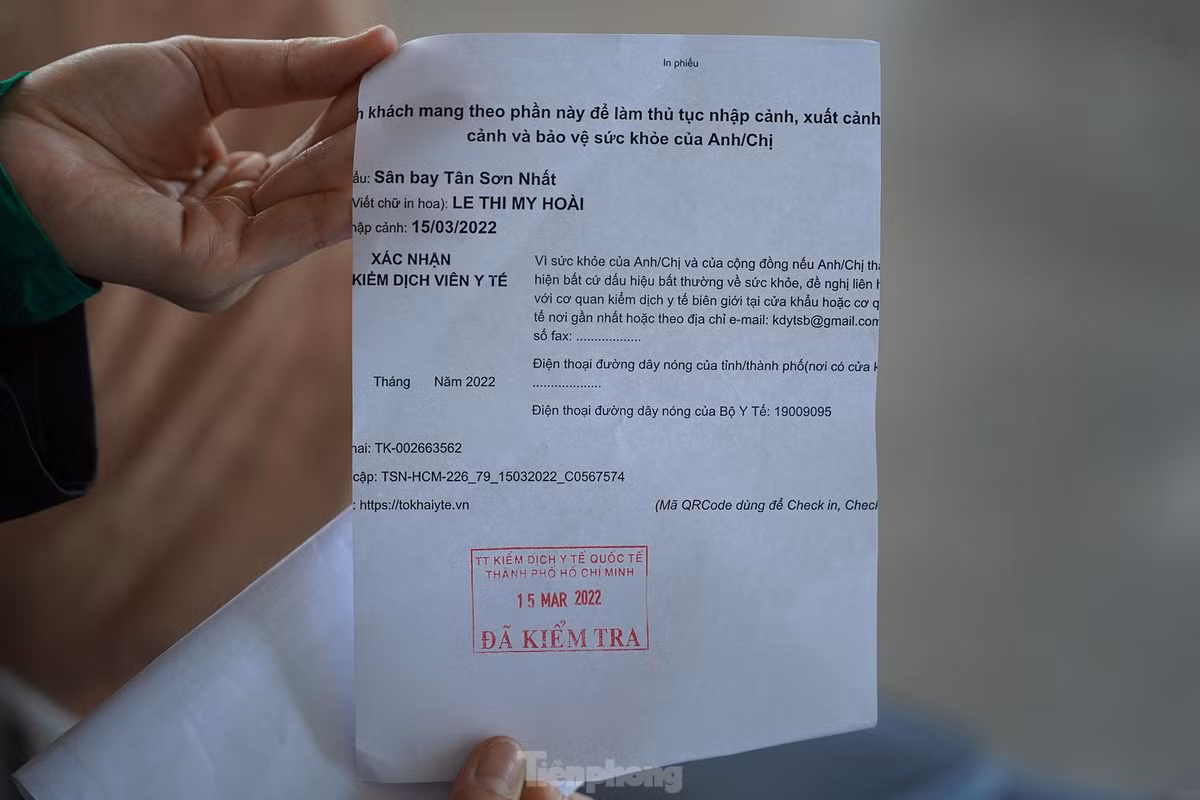 In phiếu
h khách mang theo phần này để làm thủ tục nhập cảnh, xuất cảnh
cảnh và bảo vệ sức khỏe của Anh/Chị
ẩu: Sân bay Tân Sơn Nhất
Viết chữ in hoa): LE THI MY HOÀI
hập cảnh: 15/03/2022
XÁC NHẬN
KIỂM DỊCH VIÊN Y TẾ
Vì sức khỏe của Anh/Chị và của cộng đồng nếu Anh/Chị thấ
hiện bất cứ dấu hiệu bất thường về sức khỏe, đề nghị liên h
với cơ quan kiểm dịch y tế biên giới tại cửa khẩu hoặc cơ q
tế nơi gần nhất hoặc theo địa chỉ e-mail: kdytsb@gmail.com
số fax: ..................
Điện thoại đường dây nóng của tỉnh/thành phố(nơi có cửa k
...................
Tháng Năm 2022
Điện thoại đường dây nóng của Bộ Y Tế: 19009095
hai: TK-002663562
cập: TSN-HCM-226_79_15032022_C0567574
: https://tokhaiyte.vn
(Mã QRCode dùng để Check in, Check
TT KIỂM DỊCH Y TẾ QUỐC TẾ
THÀNH PHỐ HỒ CHÍ MINH
15 MAR 2022
ĐÃ KIỂM TRA
Tiềnphong